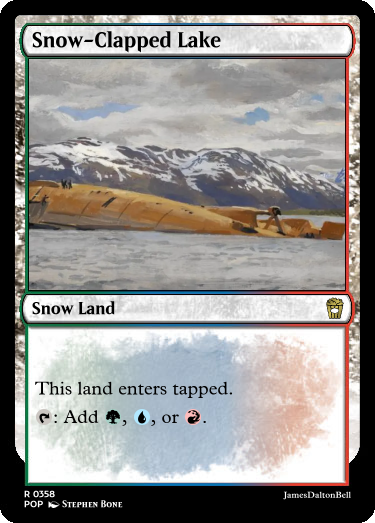 Snow-Clapped Lake
Snow Land
This land enters tapped.
: Add , , or .
R 0358
POP Stephen Bone
JamesDaltonBell